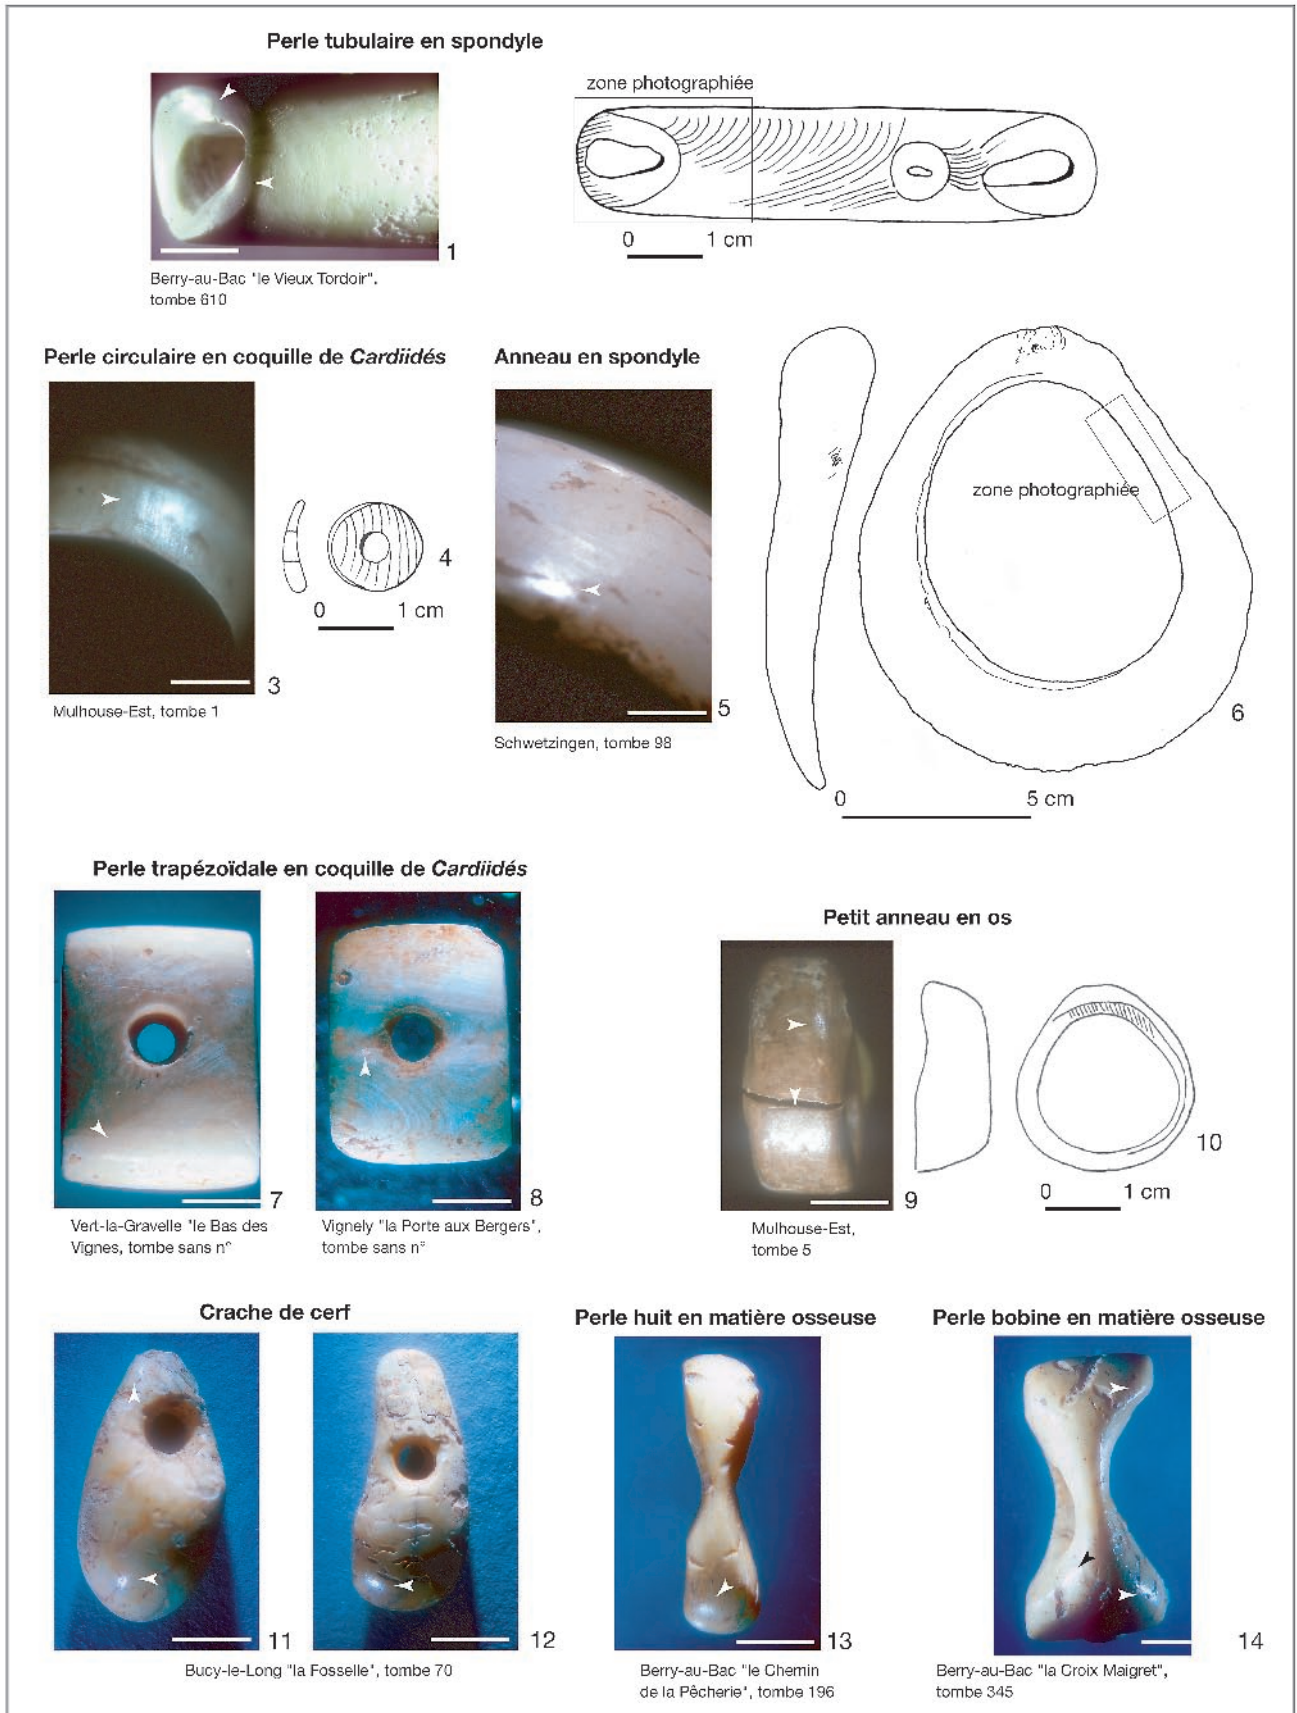 Perle tubulaire en spondyle
zone photographiée
0 1 cm
1
Berry-au-Bac "le Vieux Tordoir",
tombe 610
Perle circulaire en coquille de Cardiidés
Anneau en spondyle
zone photographiée
4
0 1 cm
3
Mulhouse-Est, tombe 1
5
Schwetzingen, tombe 98
6
0 5 cm
Perle trapézoïdale en coquille de Cardiidés
Petit anneau en os
7
Vert-la-Gravelle "le Bas des
Vignes, tombe sans n°
8
Vignely "la Porte aux Bergers",
tombe sans n°
9
Mulhouse-Est,
tombe 5
10
0 1 cm
Crache de cerf
Perle huit en matière osseuse
Perle bobine en matière osseuse
11
12
Bucy-le-Long "la Fosselle", tombe 70
13
Berry-au-Bac "le Chemin
de la Pêcherie", tombe 196
14
Berry-au-Bac "la Croix Maigret",
tombe 345